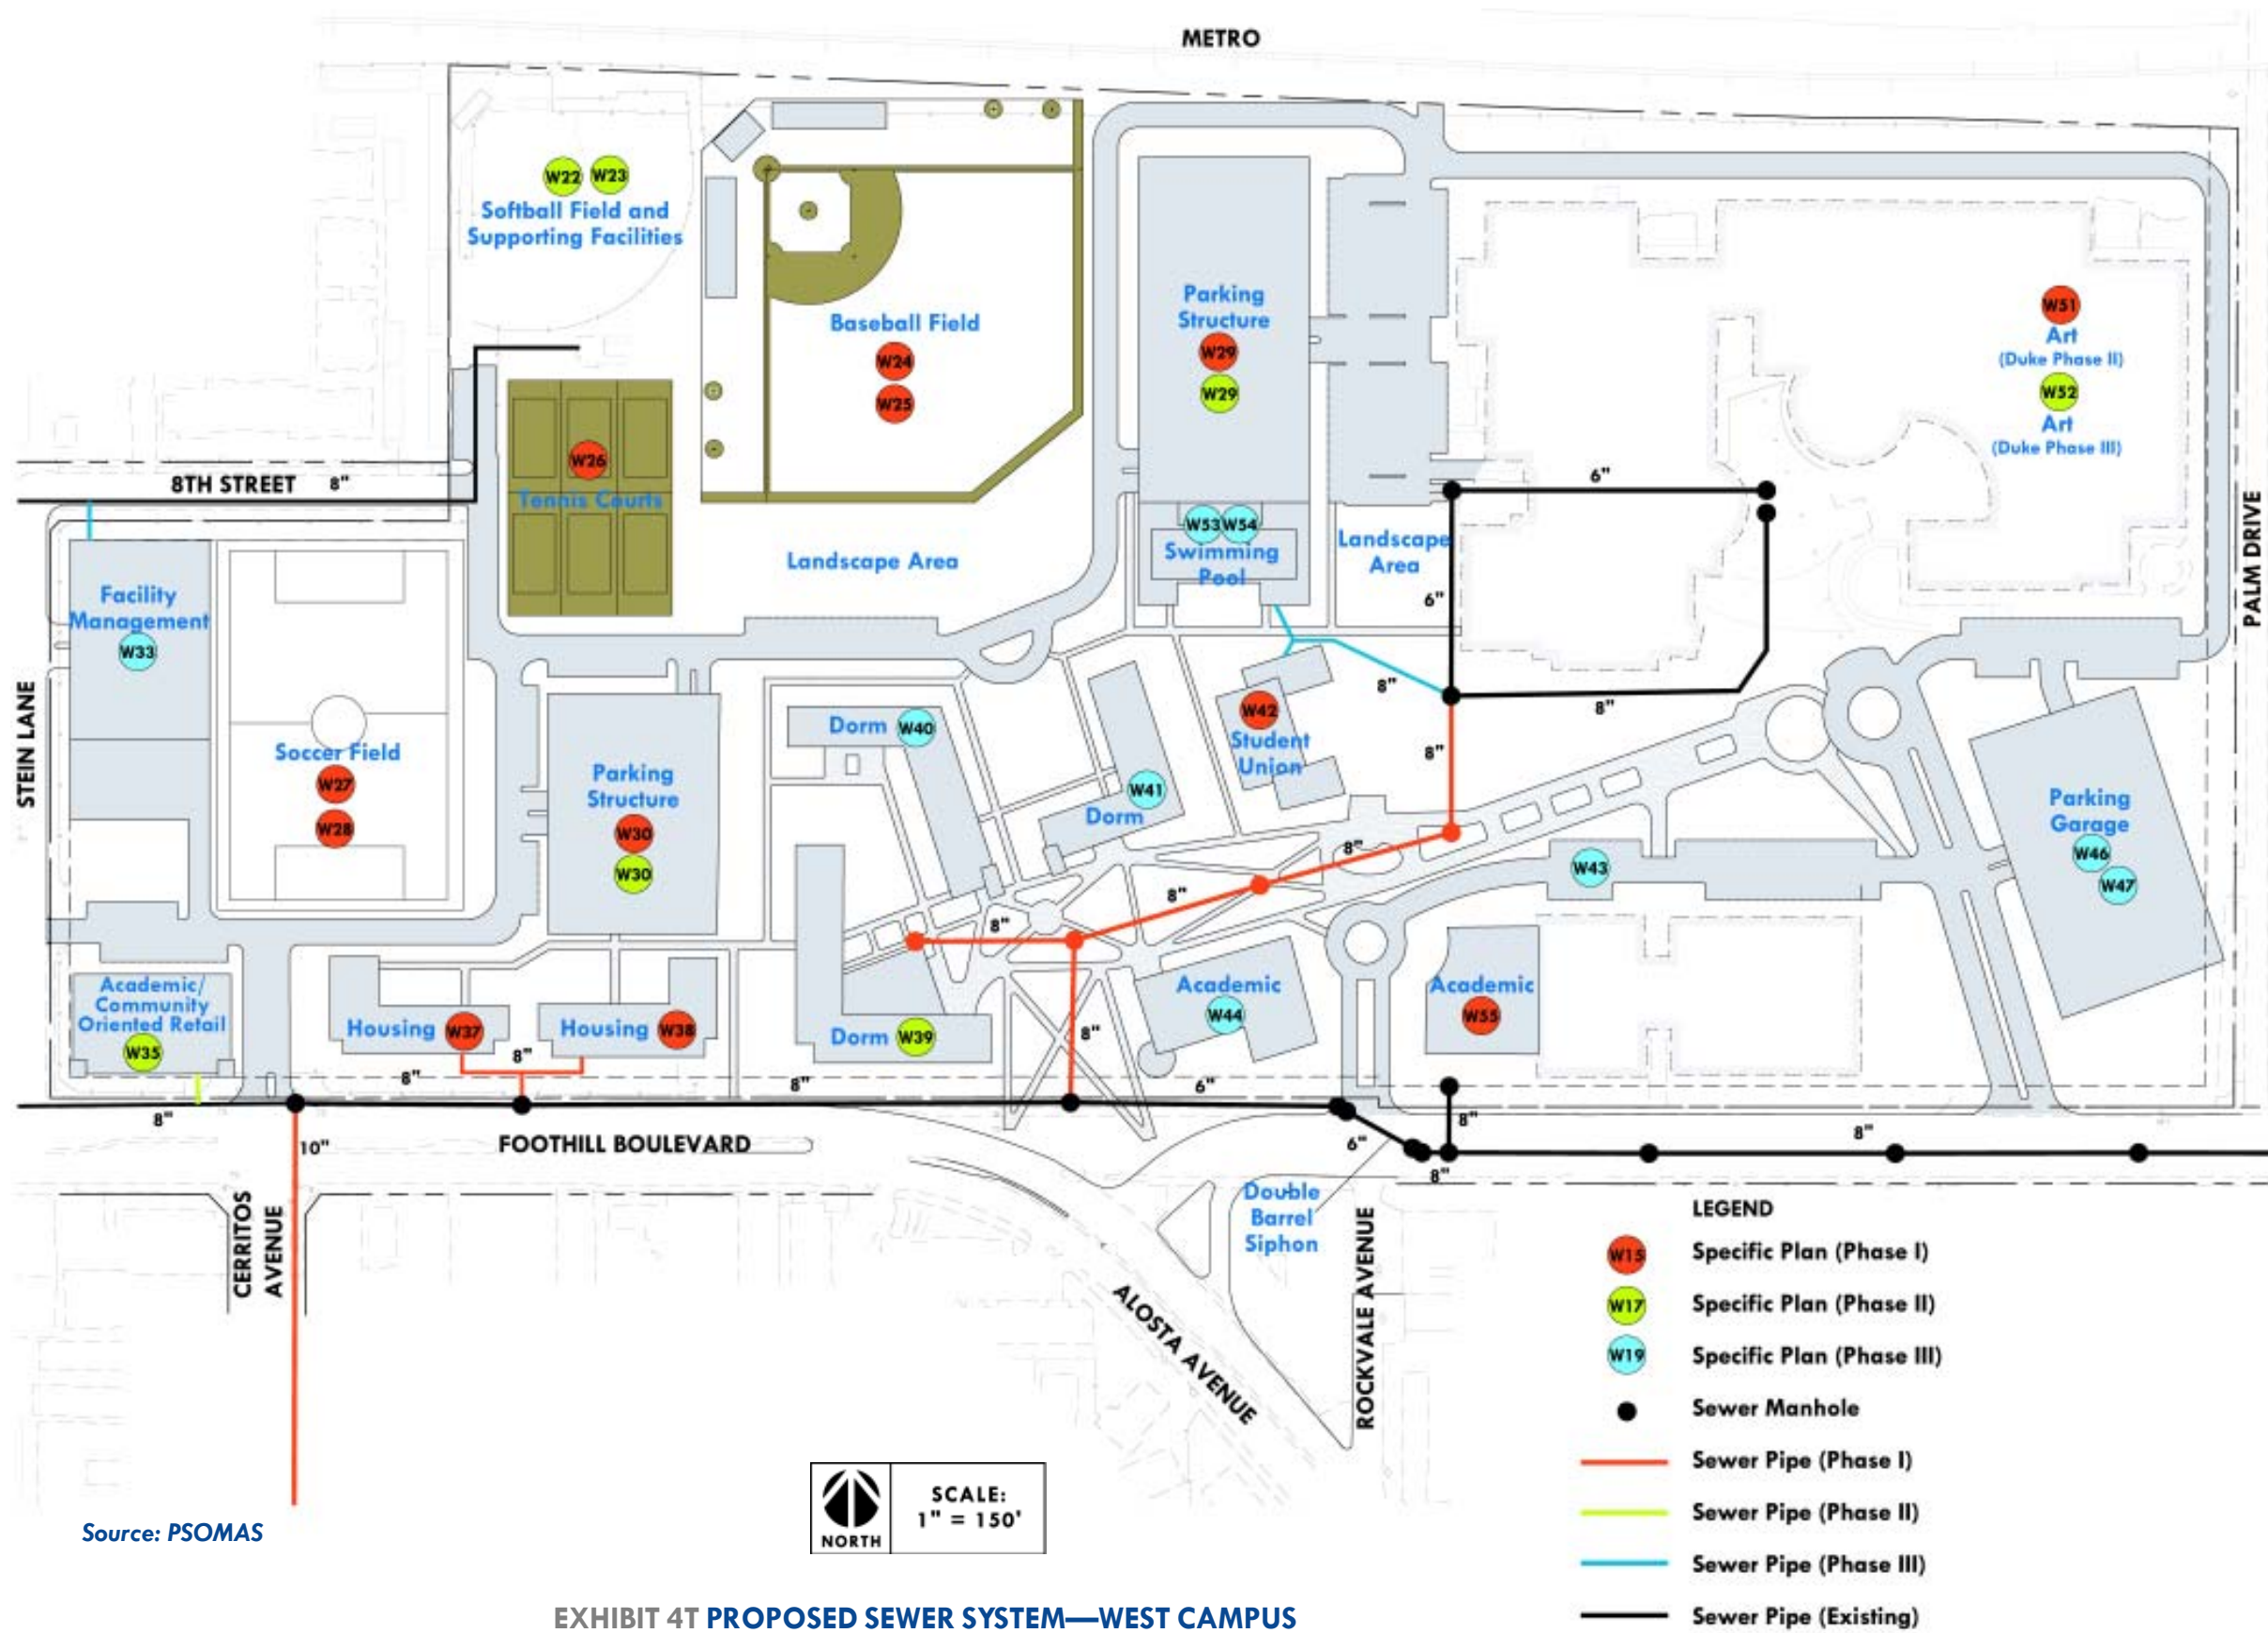 METRO
W22 W23
Softball Field and
Supporting Facilities
Baseball Field
W24
W25
Parking
Structure
W29
W29
W51
Art
(Duke Phase II)
W52
Art
(Duke Phase III)
8TH STREET 8"
W26
Tennis Courts
6"
PALM DRIVE
W53 W54
Swimming
Pool
Landscape
Area
Landscape Area
6"
Facility
Management
W33
STEIN LANE
Soccer Field
W27
W28
Parking
Structure
W30
W30
Dorm W40
W41
Dorm
W42
Student
Union
8"
8"
8"
8"
8"
8"
W43
Parking
Garage
W46
W47
Academic/
Community
Oriented Retail
W35
Housing W37
Housing W38
8"
8"
Dorm W39
8"
8"
Academic
W44
6"
Academic
W55
8"
8"
8"
6"
8"
10"
FOOTHILL BOULEVARD
CERRITOS
AVENUE
Double
Barrel
Siphon
ALOSTA AVENUE
ROCKVALE AVENUE
LEGEND
W15 Specific Plan (Phase I)
W17 Specific Plan (Phase II)
W19 Specific Plan (Phase III)
Sewer Manhole
Sewer Pipe (Phase I)
Sewer Pipe (Phase II)
Sewer Pipe (Phase III)
Sewer Pipe (Existing)
NORTH
SCALE:
1" = 150'
Source: PSOMAS
EXHIBIT 4T PROPOSED SEWER SYSTEM—WEST CAMPUS